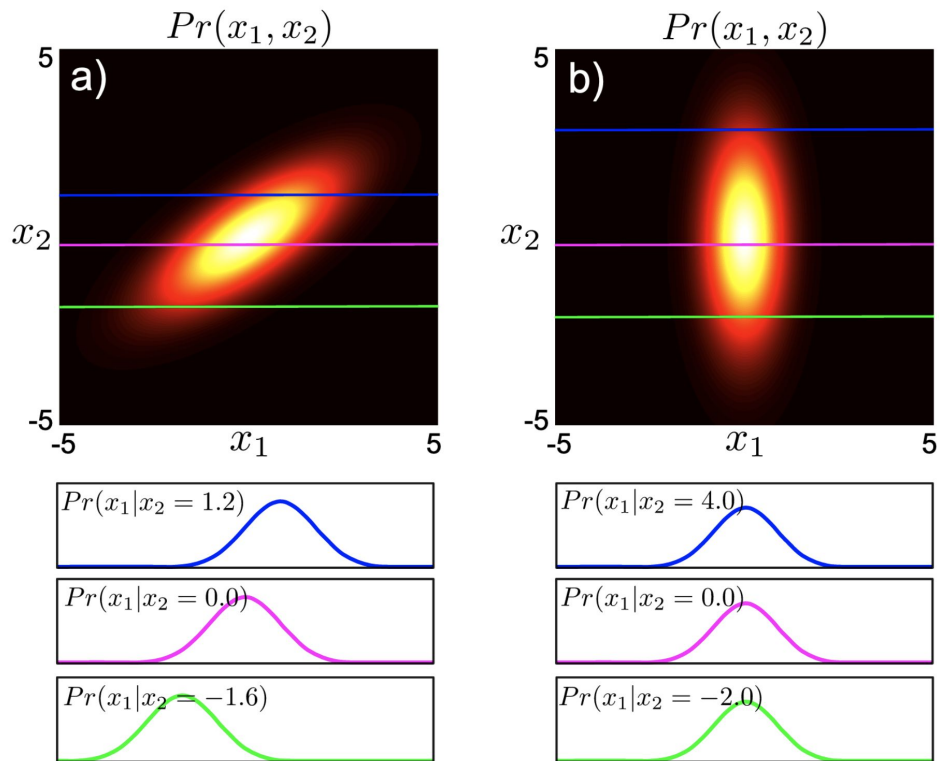 Pr(x₁, x₂)
a)
5
x₂
-5
-5
x₁
5
Pr(x₁|x₂ = 1.2)
Pr(x₁|x₂ = 0.0)
Pr(x₁|x₂ = −1.6)
Pr(x₁, x₂)
b)
5
x₂
-5
-5
x₁
5
Pr(x₁|x₂ = 4.0)
Pr(x₁|x₂ = 0.0)
Pr(x₁|x₂ = −2.0)